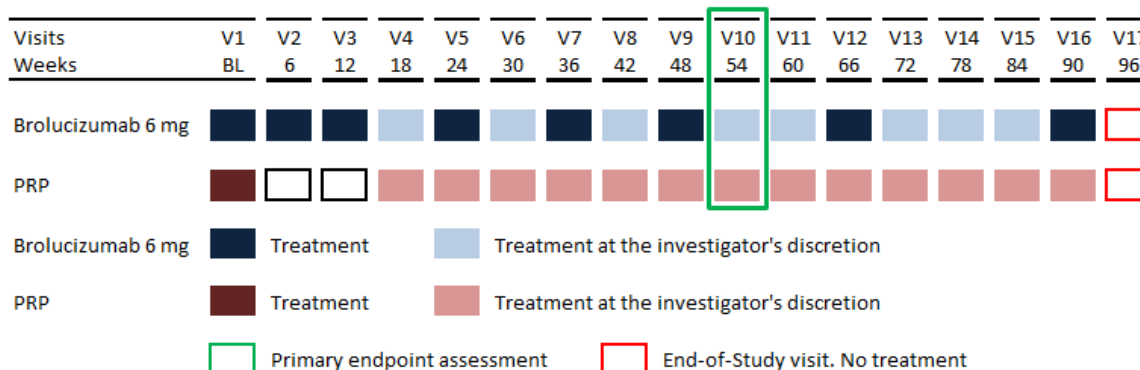 Visits V1 V2 V3 V4 V5 V6 V7 V8 V9 V10 V11 V12 V13 V14 V15 V16 V17
Weeks BL 6 12 18 24 30 36 42 48 54 60 66 72 78 84 90 96
Brolucizumab 6 mg
PRP
Brolucizumab 6 mg Treatment Treatment at the investigator's discretion
PRP Treatment Treatment at the investigator's discretion
Primary endpoint assessment End-of-Study visit. No treatment